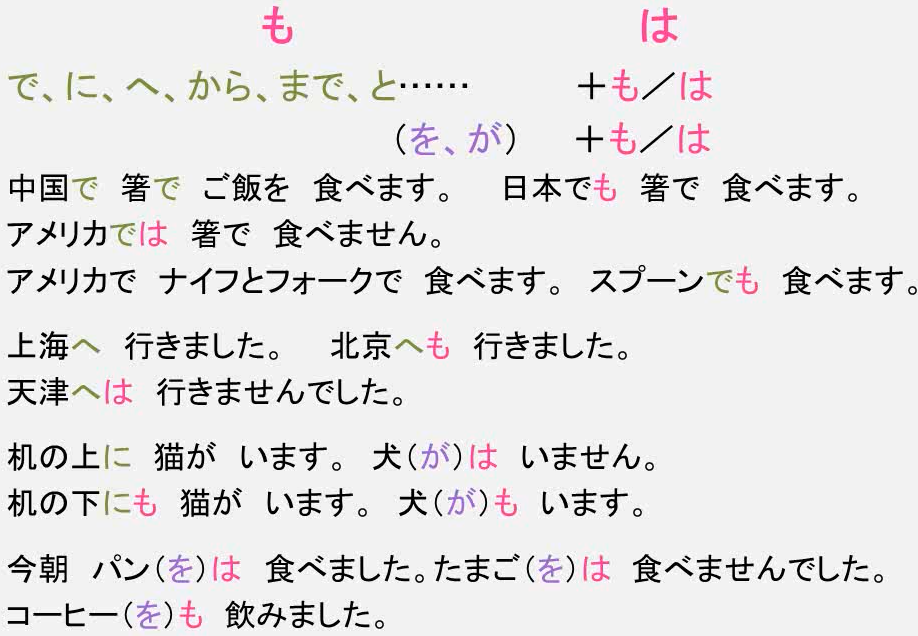 も　は
で、に、へ、から、まで、と……　＋も／は
（を、が）　＋も／は
中国で　箸で　ご飯を　食べます。　日本でも　箸で　食べます。
アメリカでは　箸で　食べません。
アメリカで　ナイフとフォークで　食べます。　スプーンでも　食べます。
上海へ　行きました。　北京へも　行きました。
天津へは　行きませんでした。
机の上に　猫が　います。　犬（が）は　いません。
机の下にも　猫が　います。　犬（が）も　います。
今朝　パン（を）は　食べました。たまご（を）は　食べませんでした。
コーヒー（を）も　飲みました。